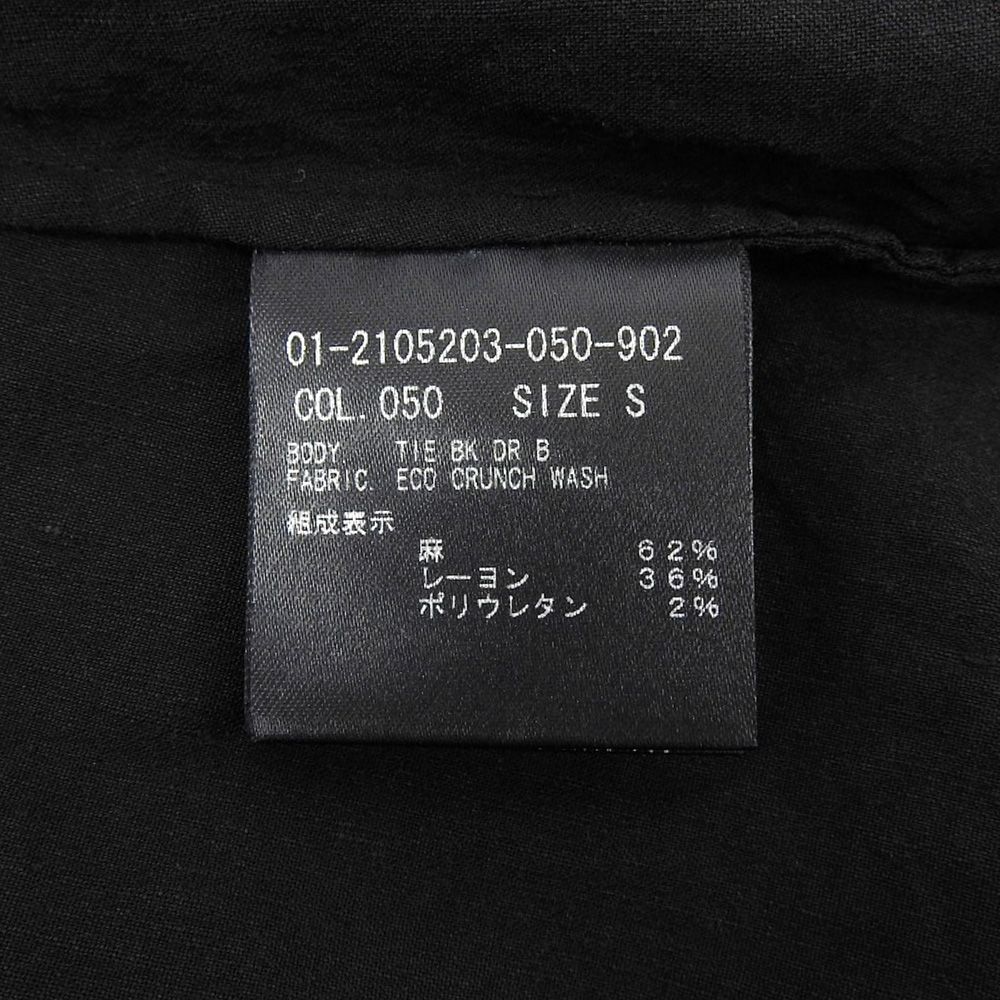 01-2105203-050-902
COL. 050 SIZE S
BODY TIE BK DR B
FABRIC. ECO CRUNCH WASH
組成表示
麻 62%
レーヨン 36%
ポリウレタン 2%